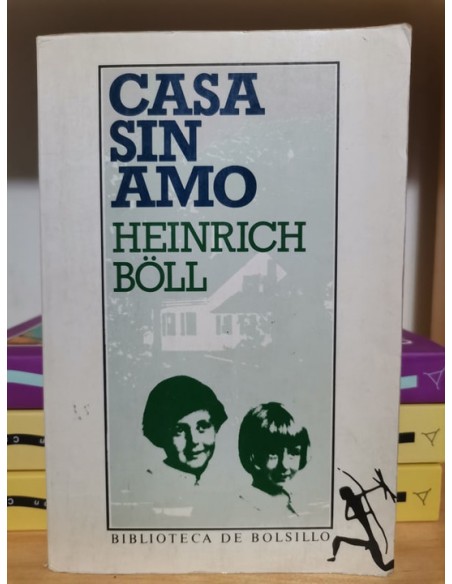 CASA
SIN
AMO
HEINRICH
BÖLL
BIBLIOTECA DE BOLSILLO